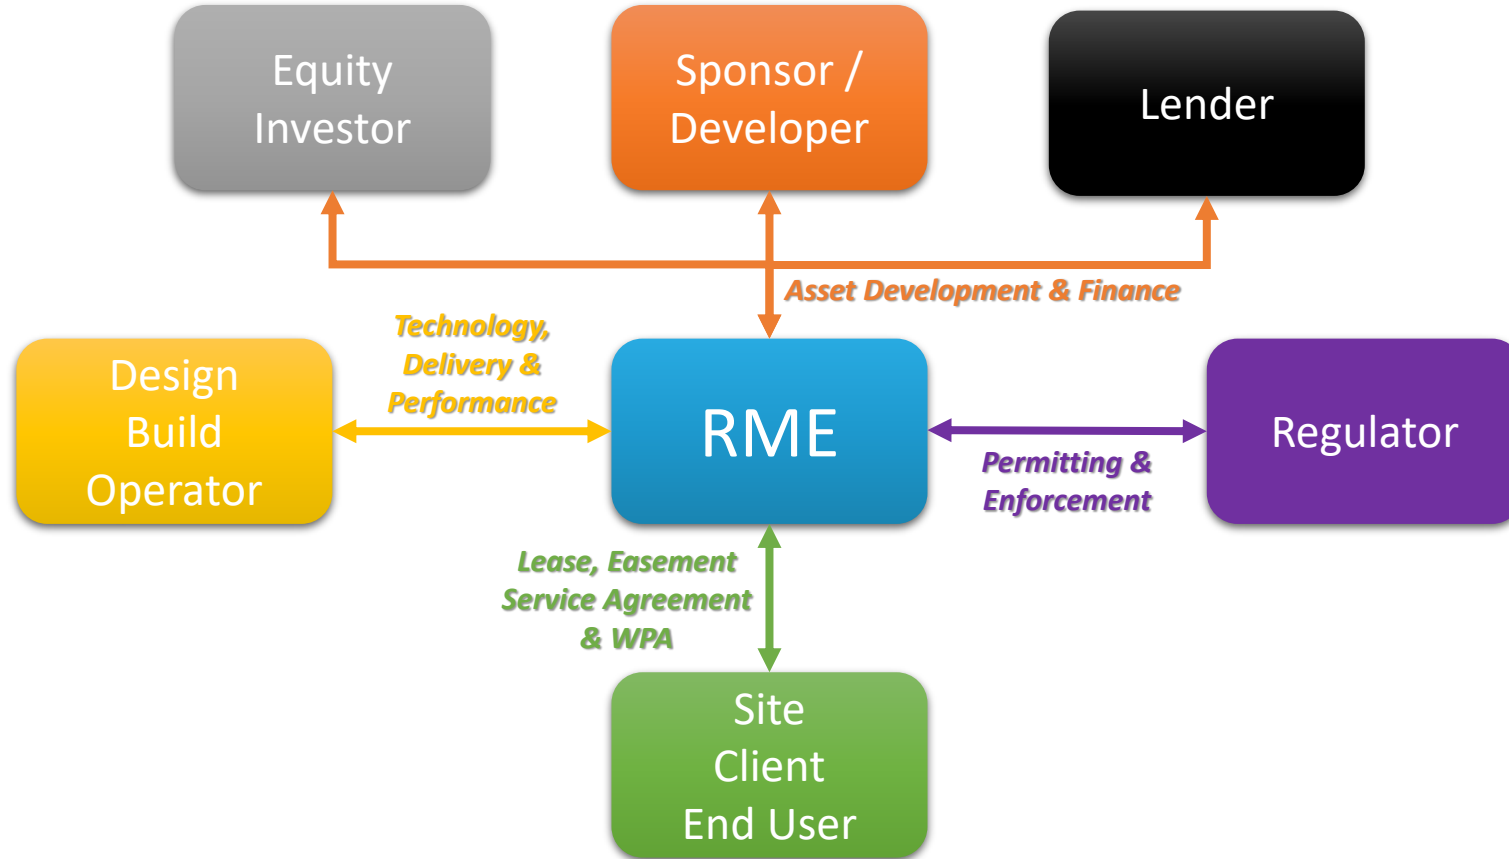 Equity
Investor
Sponsor /
Developer
Lender
Asset Development & Finance
Technology,
Delivery &
Performance
Design
Build
Operator
RME
Permitting &
Enforcement
Regulator
Lease, Easement
Service Agreement
& WPA
Site
Client
End User